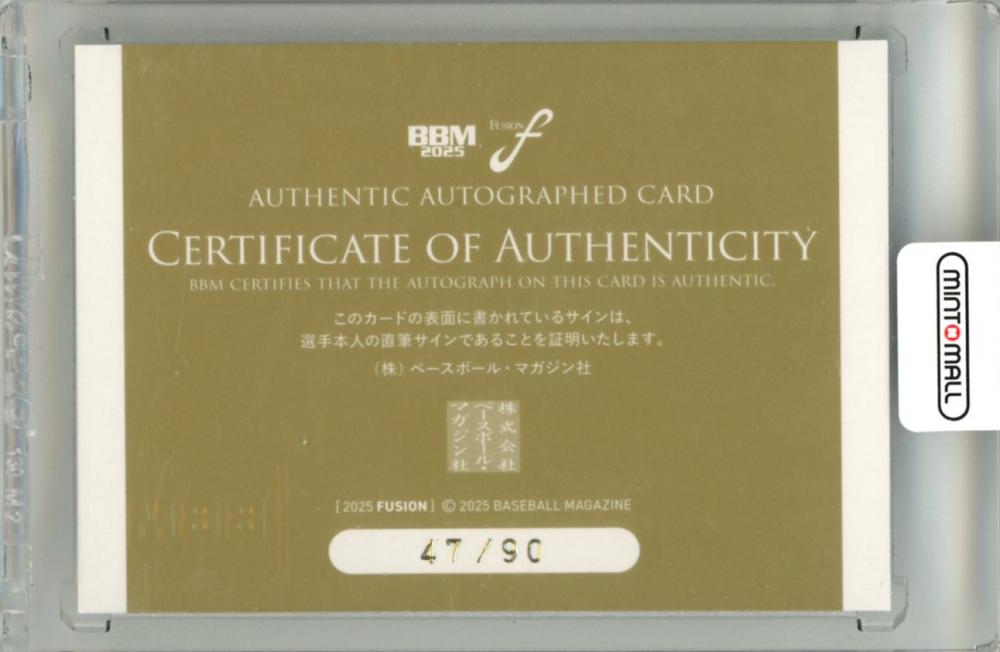 BBM
2025
FUSION f
AUTHENTIC AUTOGRAPHED CARD
CERTIFICATE OF AUTHENTICITY
BBM CERTIFIES THAT THE AUTOGRAPH ON THIS CARD IS AUTHENTIC.
このカードの表面に書かれているサインは、
選手本人の直筆サインであることを証明いたします。
(株) ベースボール・マガジン社
株式会社
ベースボール・
マガジン社
[2025 FUSION] © 2025 BASEBALL MAGAZINE
47/90
MINT MALL